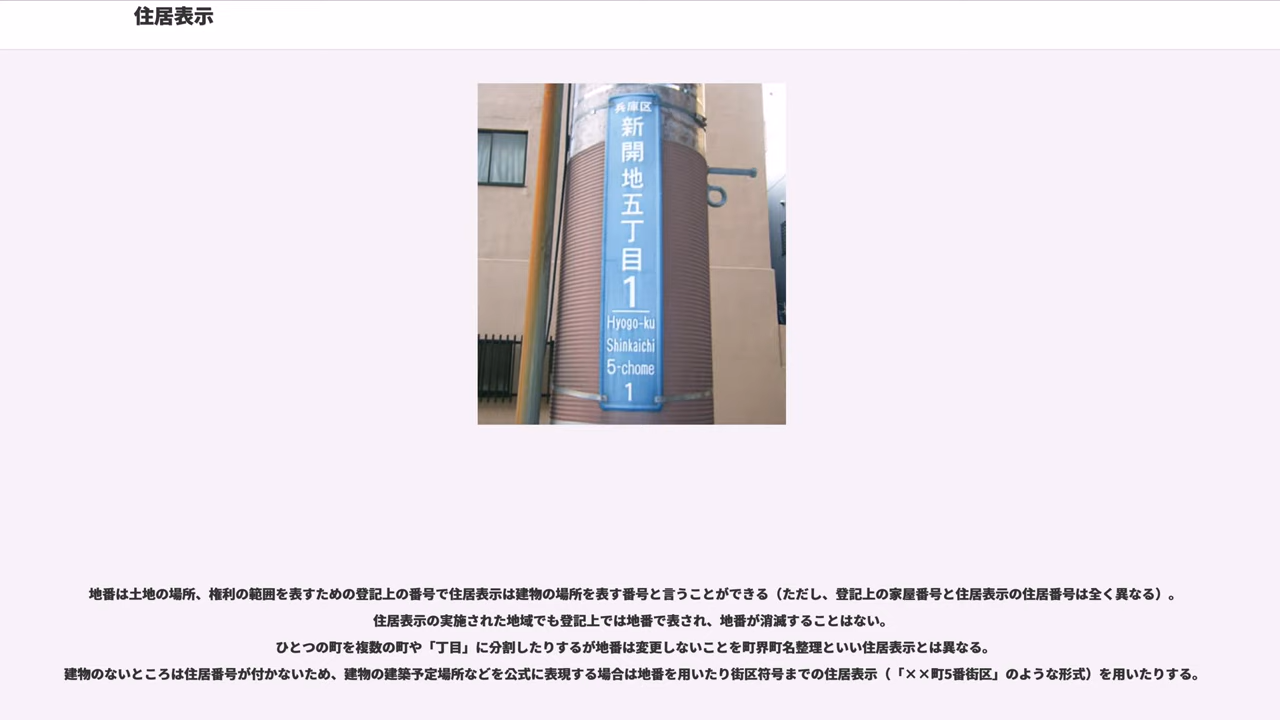 住居表示
兵庫区
新開地五丁目
1
Hyogo-ku
Shinkaichi
5-chome
1
地番は土地の場所、権利の範囲を表すための登記上の番号で住居表示は建物の場所を表す番号と言うことができる（ただし、登記上の家屋番号と住居表示の住居番号は全く異なる）。
住居表示の実施された地域でも登記上では地番で表され、地番が消滅することはない。
ひとつの町を複数の町や「丁目」に分割したりするが地番は変更しないことを町界町名整理といい住居表示とは異なる。
建物のないところは住居番号が付かないため、建物の建築予定場所などを公式に表現する場合は地番を用いたり街区符号までの住居表示（「××町5番街区」のような形式）を用いたりする。